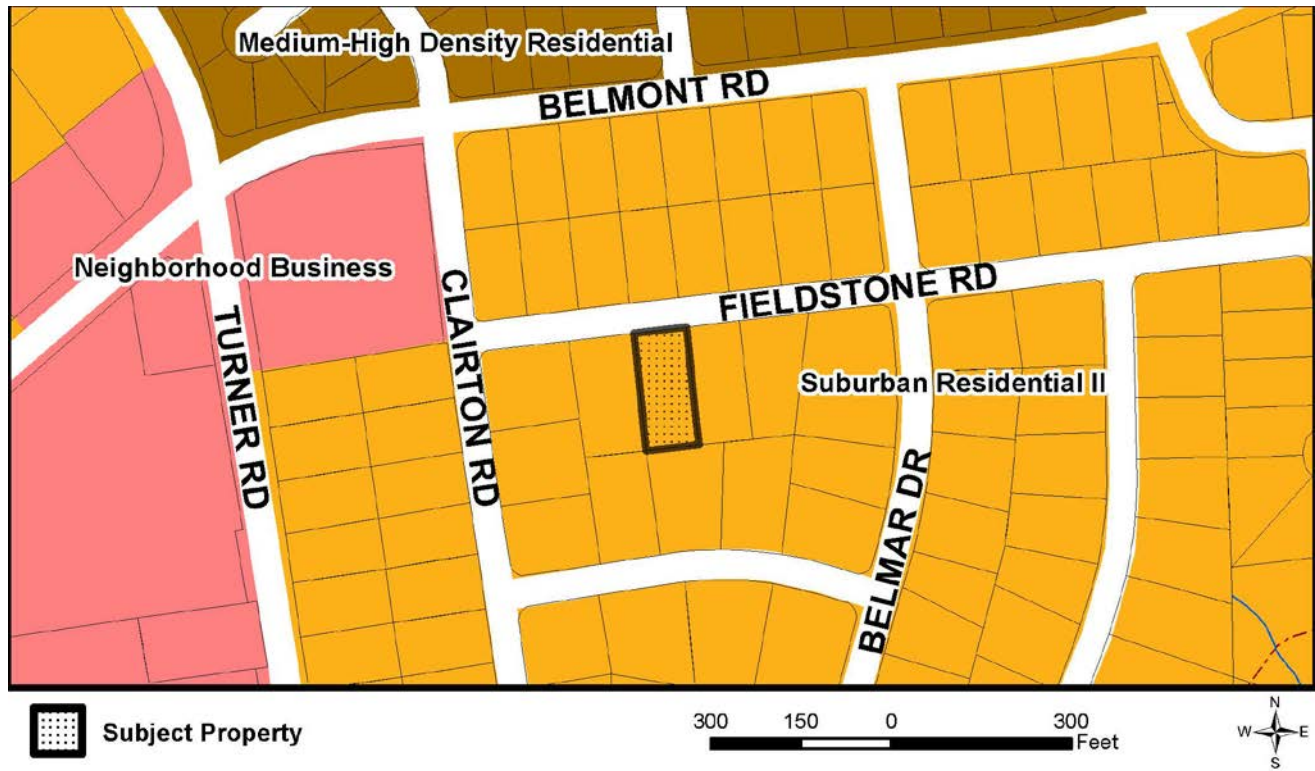 Medium-High Density Residential
BELMONT RD
Neighborhood Business
CLAIRTON RD
FIELDSTONE RD
TURNER RD
Suburban Residential II
BELMAR DR
Subject Property
300 150 0 300
Feet
N
W E
S